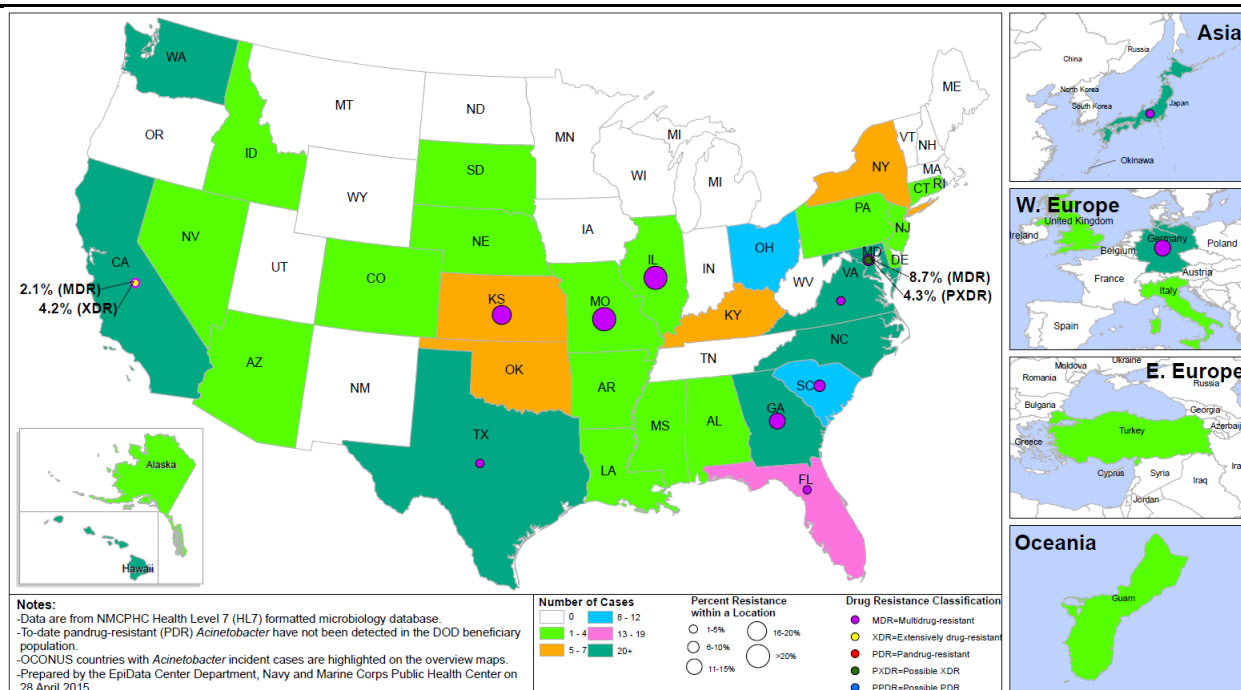 WA
MT
ND
ME
MN
OR
MI
VT
NH
ID
SD
WI
NY
MA
WY
MI
CT
RI
IA
PA
NE
NJ
NV
OH
MD
DE
UT
IL
IN
CA
CO
WV
VA
2.1% (MDR)
4.2% (XDR)
8.7% (MDR)
4.3% (PXDR)
KS
MO
KY
NC
TN
AZ
OK
NM
AR
SC
GA
MS
AL
TX
LA
FL
Alaska
Hawaii
Asia
Russia
China
North Korea
South Korea
Japan
Okinawa
W. Europe
United Kingdom
Ireland
Germany
Poland
Belgium
France
Austria
Italy
Spain
E. Europe
Ukraine
Moldova
Romania
Russia
Bulgaria
Georgia
Azerbaij
Turkey
Greece
Cyprus
Syria
Iraq
Ira
Jordan
Oceania
Guam
Notes:
-Data are from NMCPHC Health Level 7 (HL7) formatted microbiology database.
-To-date pandrug-resistant (PDR) Acinetobacter have not been detected in the DOD beneficiary
population.
-OCONUS countries with Acinetobacter incident cases are highlighted on the overview maps.
-Prepared by the EpiData Center Department, Navy and Marine Corps Public Health Center on
28 April 2015.
Number of Cases
0
1 - 4
5 - 7
8 - 12
13 - 19
20+
Percent Resistance
within a Location
1-5%
6-10%
11-15%
16-20%
>20%
Drug Resistance Classification
MDR=Multidrug-resistant
XDR=Extensively drug-resistant
PDR=Pandrug-resistant
PXDR=Possible XDR
PPDR=Possible PDR